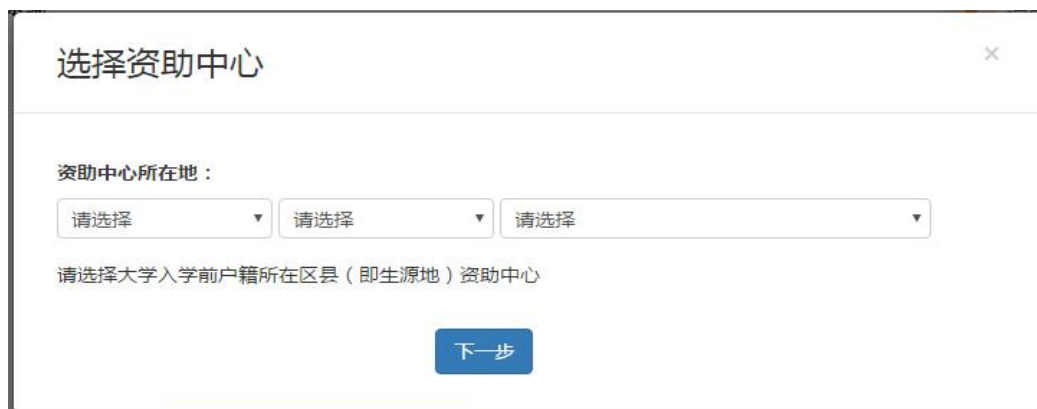 选择资助中心 ×
资助中心所在地：
请选择 请选择 请选择
请选择大学入学前户籍所在区县（即生源地）资助中心
下一步